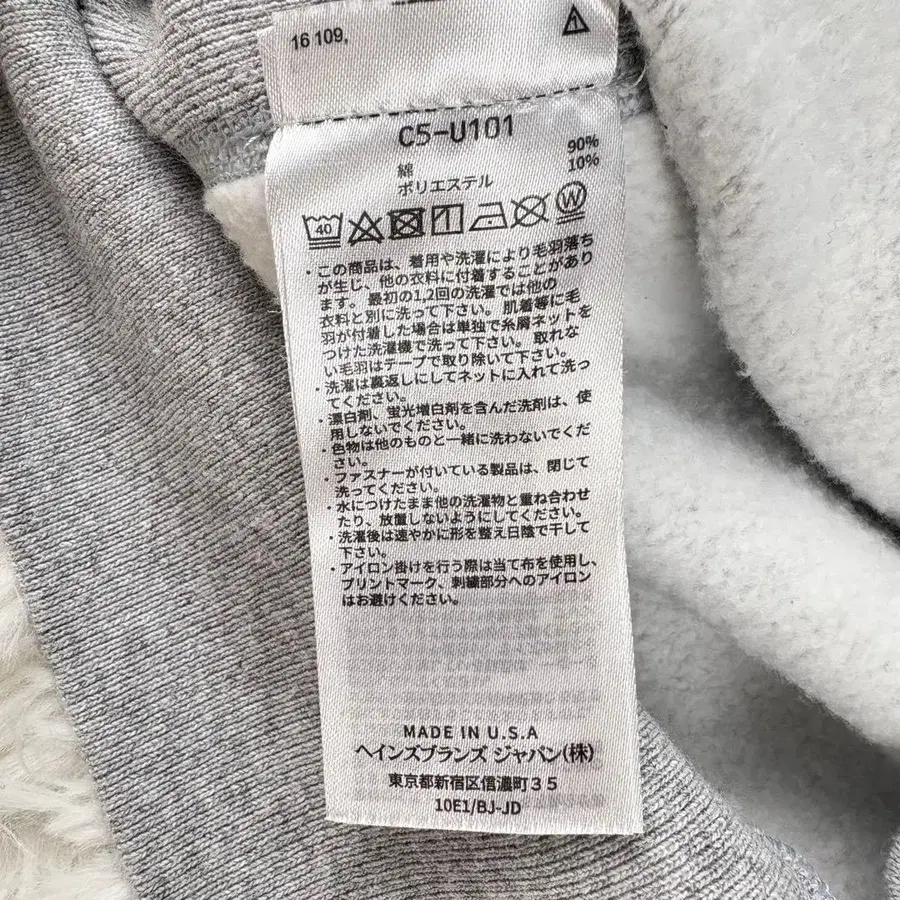 16 109,
1
C5-U101
綿 90%
ポリエステル 10%
40 W
・この商品は、着用や洗濯により毛羽落ち
が生じ、他の衣料に付着することがあり
ます。最初の1,2回の洗濯では他の
衣料と別に洗って下さい。肌着等に毛
羽が付着した場合は単独で糸屑ネットを
つけた洗濯機で洗って下さい。取れな
い毛羽はテープで取り除いて下さい。
・洗濯は裏返しにしてネットに入れて洗っ
てください。
・漂白剤、蛍光増白剤を含んだ洗剤は、使
用しないでください。
・色物は他のものと一緒に洗わないでくだ
さい。
・ファスナーが付いている製品は、閉じて
洗ってください。
・水につけたまま他の洗濯物と重ね合わせ
たり、放置しないようにしてください。
・洗濯後は速やかに形を整え日陰で干して
下さい。
・アイロン掛けを行う際は当て布を使用し、
プリントマーク、刺繍部分へのアイロン
はお避けください。
MADE IN U.S.A
ヘインズブランズ ジャパン(株)
東京都新宿区信濃町35
10E1/BJ-JD